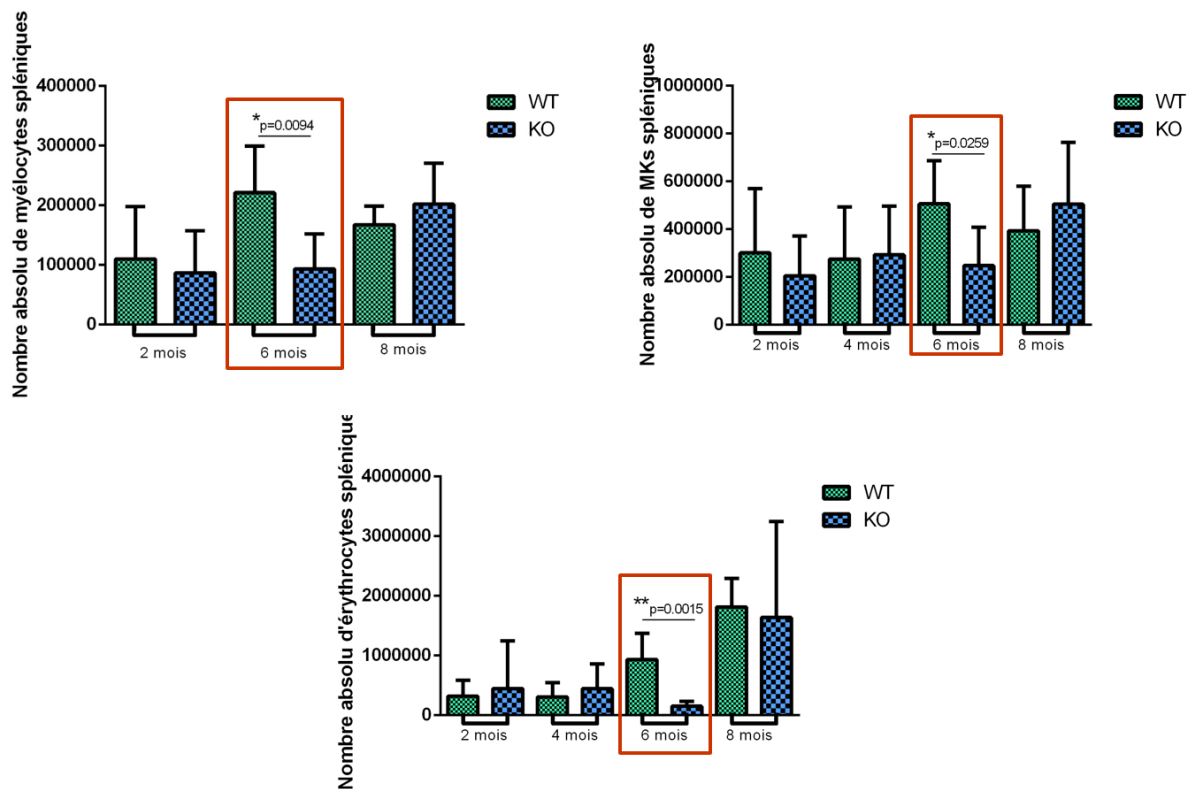 Nombre absolu de myélocytes spléniques
400000
300000
200000
100000
0
*p=0.0094
WT
KO
2 mois
6 mois
8 mois
Nombre absolu de MKs spléniques
1000000
800000
600000
400000
200000
0
*p=0.0259
WT
KO
2 mois
4 mois
6 mois
8 mois
Nombre absolu d'érythrocytes splénique
4000000
3000000
2000000
1000000
0
**p=0.0015
WT
KO
2 mois
4 mois
6 mois
8 mois